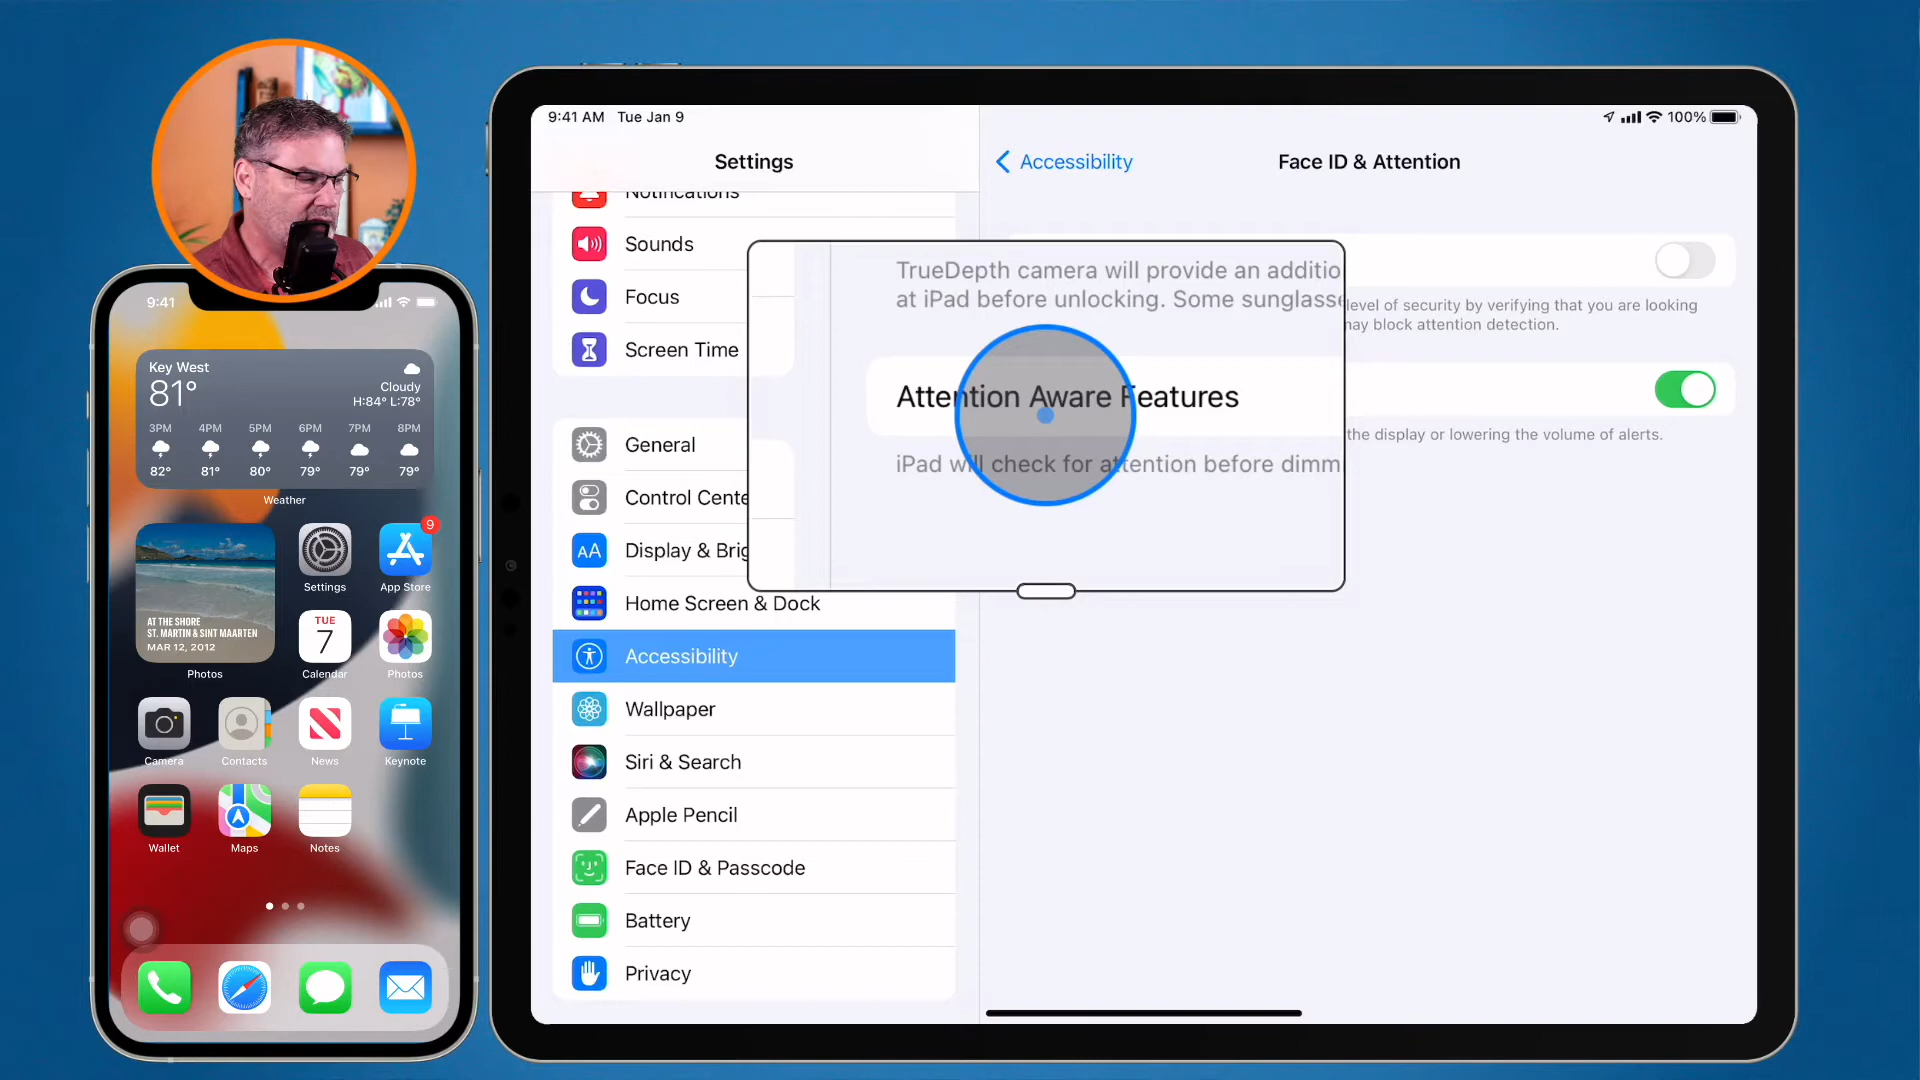 9:41
Key West
81°
Cloudy
H:84° L:78°
3PM 4PM 5PM 6PM 7PM 8PM
82° 81° 80° 79° 79° 79°
Weather
AT THE SHORE
ST. MARTIN & SINT MAARTEN
MAR 12, 2012
Photos
Settings
9
App Store
TUE
7
Calendar
Photos
Camera
Contacts
News
Keynote
Wallet
Maps
Notes
9:41 AM Tue Jan 9
100%
Settings
Notifications
Sounds
Focus
Screen Time
General
Control Cente
AA
Display & Brig
Home Screen & Dock
Accessibility
Wallpaper
Siri & Search
Apple Pencil
Face ID & Passcode
Battery
Privacy
Accessibility
Face ID & Attention
TrueDepth camera will provide an additio
at iPad before unlocking. Some sunglasse
Attention Aware Features
iPad will check for attention before dimm
level of security by verifying that you are looking
may block attention detection.
the display or lowering the volume of alerts.